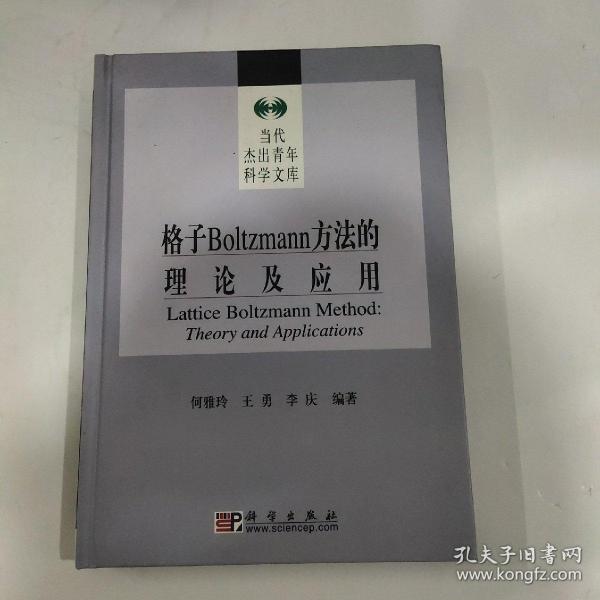 当代
杰出青年
科学文库
格子Boltzmann方法的
理论及应用
Lattice Boltzmann Method:
Theory and Applications
何雅玲 王勇 李庆 编著
SP 科学出版社
www.sciencep.com
孔夫子旧书网
www.kongfz.com